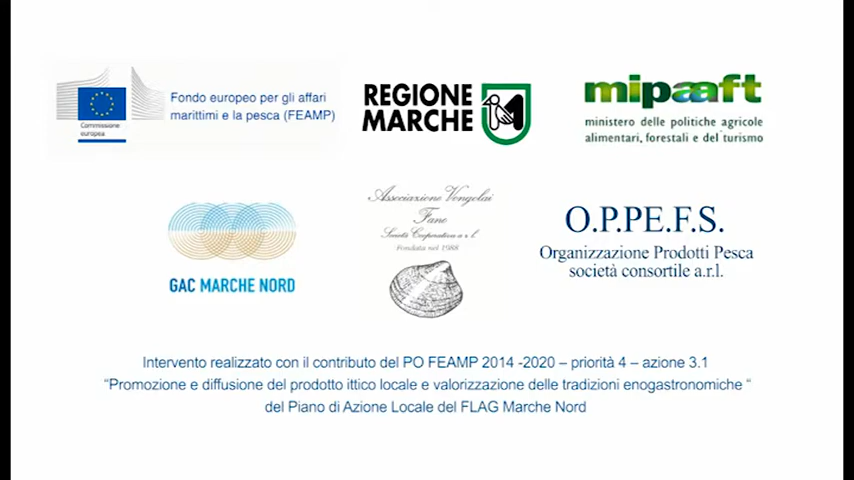 Commissione
europea
Fondo europeo per gli affari
marittimi e la pesca (FEAMP)
REGIONE
MARCHE
mipaaft
ministero delle politiche agricole
alimentari, forestali e del turismo
GAC MARCHE NORD
Associazione Vongolai
Fano
Società Cooperativa a r.l.
Fondata nel 1988
O.P.PE.F.S.
Organizzazione Prodotti Pesca
società consortile a.r.l.
Intervento realizzato con il contributo del PO FEAMP 2014 -2020 – priorità 4 – azione 3.1
“Promozione e diffusione del prodotto ittico locale e valorizzazione delle tradizioni enogastronomiche “
del Piano di Azione Locale del FLAG Marche Nord